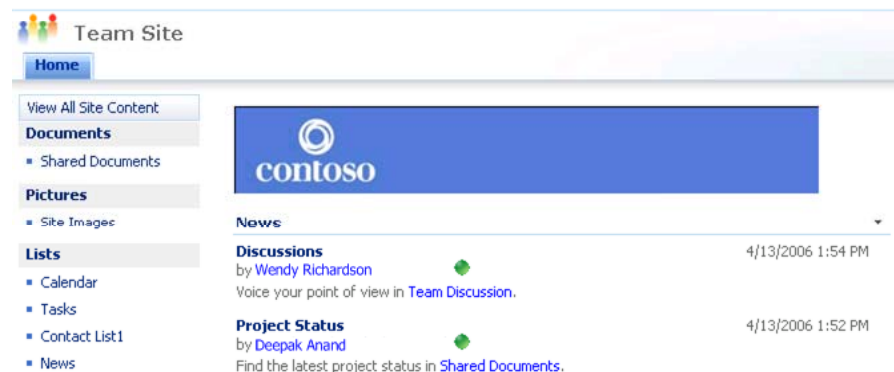 Team Site
Home
View All Site Content
Documents
Shared Documents
Pictures
Site Images
Lists
Calendar
Tasks
Contact List1
News
contoso
News
Discussions 4/13/2006 1:54 PM
by Wendy Richardson
Voice your point of view in Team Discussion.
Project Status 4/13/2006 1:52 PM
by Deepak Anand
Find the latest project status in Shared Documents.